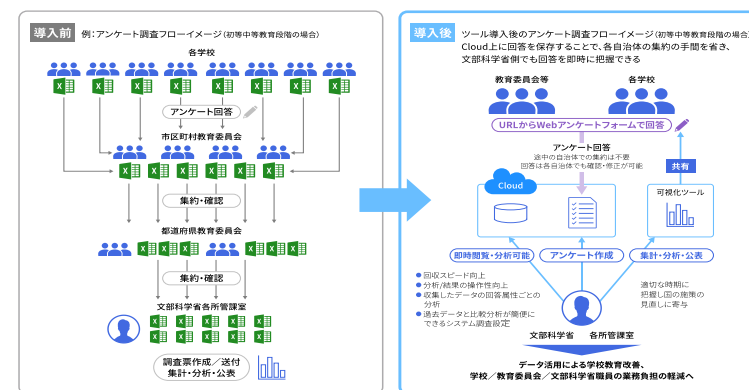 導入前 例：アンケート調査フローイメージ（初等中等教育段階の場合）
各学校
アンケート回答
市区町村教育委員会
集約・確認
都道府県教育委員会
集約・確認
文部科学省各所管課室
調査票作成／送付
集計・分析・公表
導入後 ツール導入後のアンケート調査フローイメージ（初等中等教育段階の場合）
Cloud上に回答を保存することで、各自治体の集約の手間を省き、
文部科学省側でも回答を即時に把握できる
教育委員会等 各学校
URLからWebアンケートフォームで回答
アンケート回答
途中の自治体での集約は不要
回答は各自治体でも確認・修正が可能
共有
Cloud
可視化ツール
即時閲覧・分析可能 アンケート作成 集計・分析・公表
●回収スピード向上
●分析/結果の操作性向上
●収集したデータの回答属性ごとの
分析
●過去データと比較分析が簡便に
できるシステム調査設定
適切な時期に
把握し国の施策の
見直しに寄与
文部科学省 各所管課室
データ活用による学校教育改善、
学校／教育委員会／文部科学省職員の業務負担の軽減へ